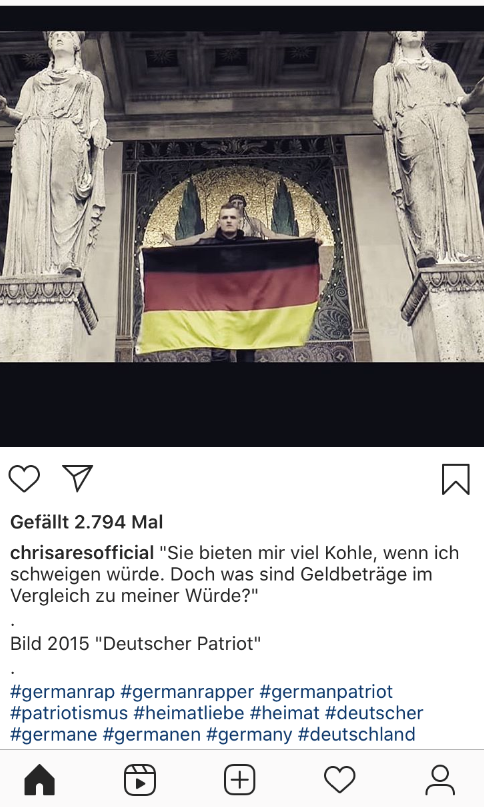 Gefällt 2.794 Mal
chrisaresofficial "Sie bieten mir viel Kohle, wenn ich
schweigen würde. Doch was sind Geldbeträge im
Vergleich zu meiner Würde?"
.
Bild 2015 "Deutscher Patriot"
.
#germanrap #germanrapper #germanpatriot
#patriotismus #heimatliebe #heimat #deutscher
#germane #germanen #germany #deutschland